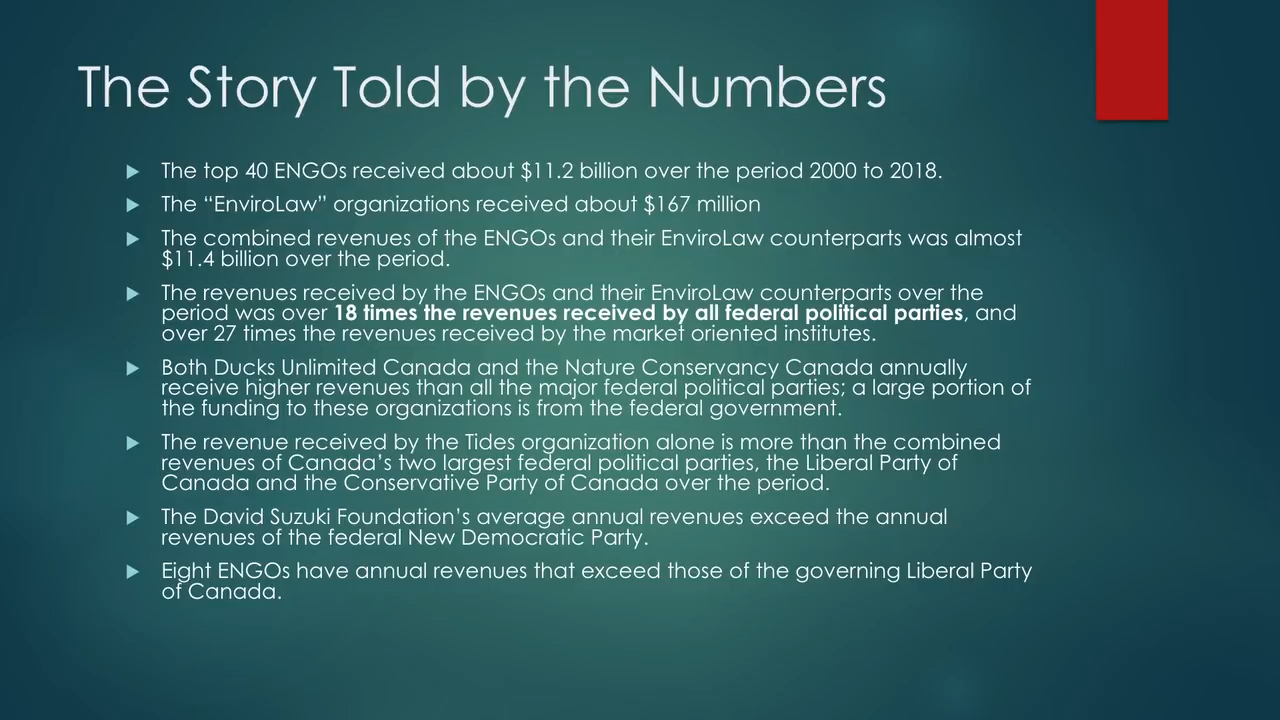 The Story Told by the Numbers
The top 40 ENGOs received about $11.2 billion over the period 2000 to 2018.
The “EnviroLaw” organizations received about $167 million
The combined revenues of the ENGOs and their EnviroLaw counterparts was almost
$11.4 billion over the period.
The revenues received by the ENGOs and their EnviroLaw counterparts over the
period was over 18 times the revenues received by all federal political parties, and
over 27 times the revenues received by the market oriented institutes.
Both Ducks Unlimited Canada and the Nature Conservancy Canada annually
receive higher revenues than all the major federal political parties; a large portion of
the funding to these organizations is from the federal government.
The revenue received by the Tides organization alone is more than the combined
revenues of Canada’s two largest federal political parties, the Liberal Party of
Canada and the Conservative Party of Canada over the period.
The David Suzuki Foundation’s average annual revenues exceed the annual
revenues of the federal New Democratic Party.
Eight ENGOs have annual revenues that exceed those of the governing Liberal Party
of Canada.